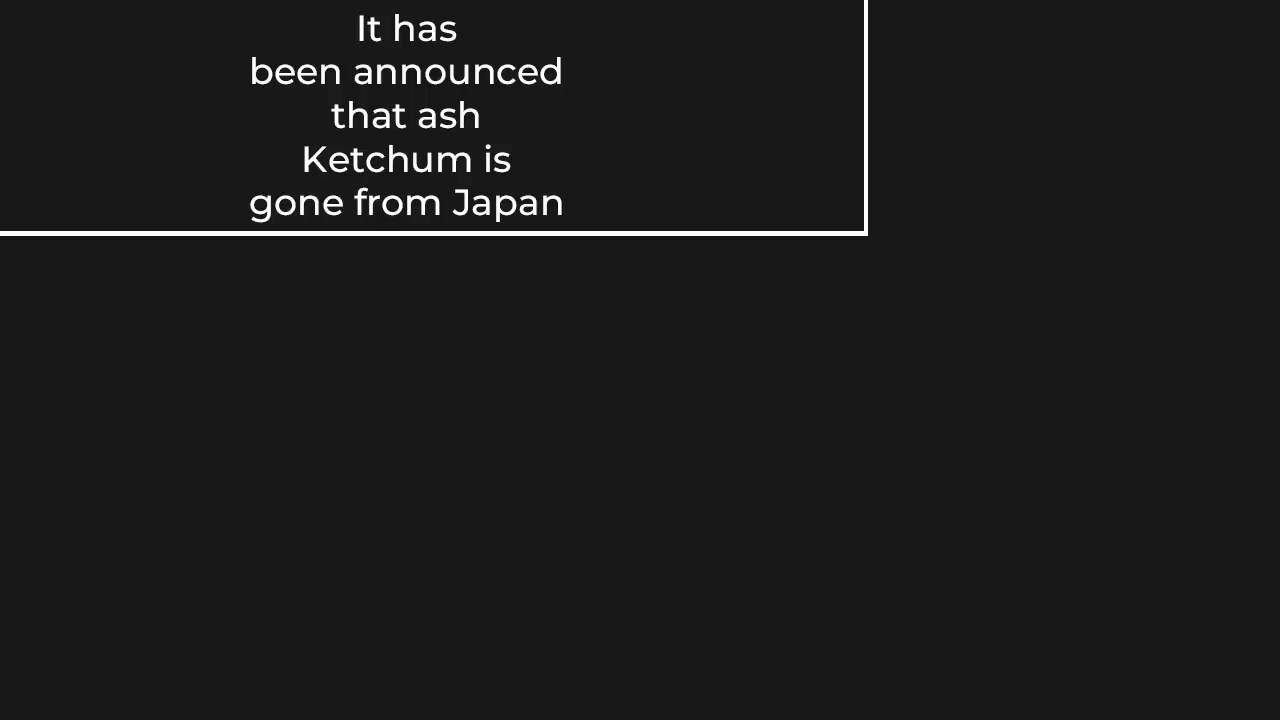 It has
been announced
that ash
Ketchum is
gone from Japan